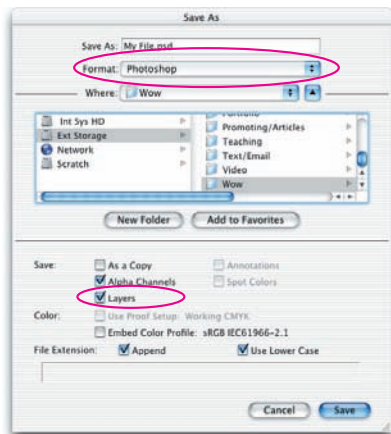 Save As
Save As: My File.psd
Format: Photoshop
Where: Wow
Int Sys HD
Ext Storage
Network
Scratch
Promoting/Articles
Teaching
Text/Email
Video
Wow
New Folder Add to Favorites
Save: As a Copy Annotations
Alpha Channels Spot Colors
Layers
Color: Use Proof Setup: Working CMYK
Embed Color Profile: sRGB IEC61966-2.1
File Extension: Append Use Lower Case
Cancel Save